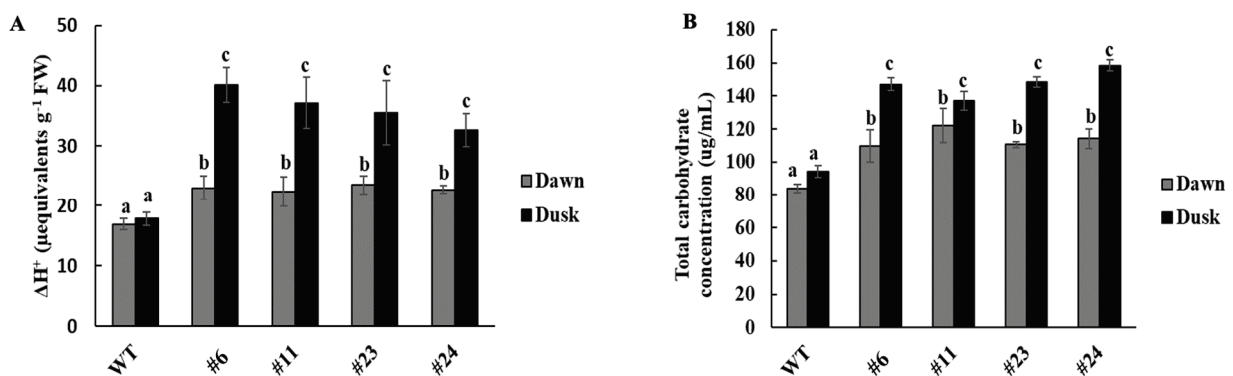 A
ΔH⁺ (µequivalents g⁻¹ FW)
50
40
30
20
10
0
a
a
b
c
b
c
b
c
b
c
WT
#6
#11
#23
#24
Dawn
Dusk
B
Total carbohydrate
concentration (ug/mL)
180
160
140
120
100
80
60
40
20
0
a
a
b
c
b
c
b
c
b
c
WT
#6
#11
#23
#24
Dawn
Dusk